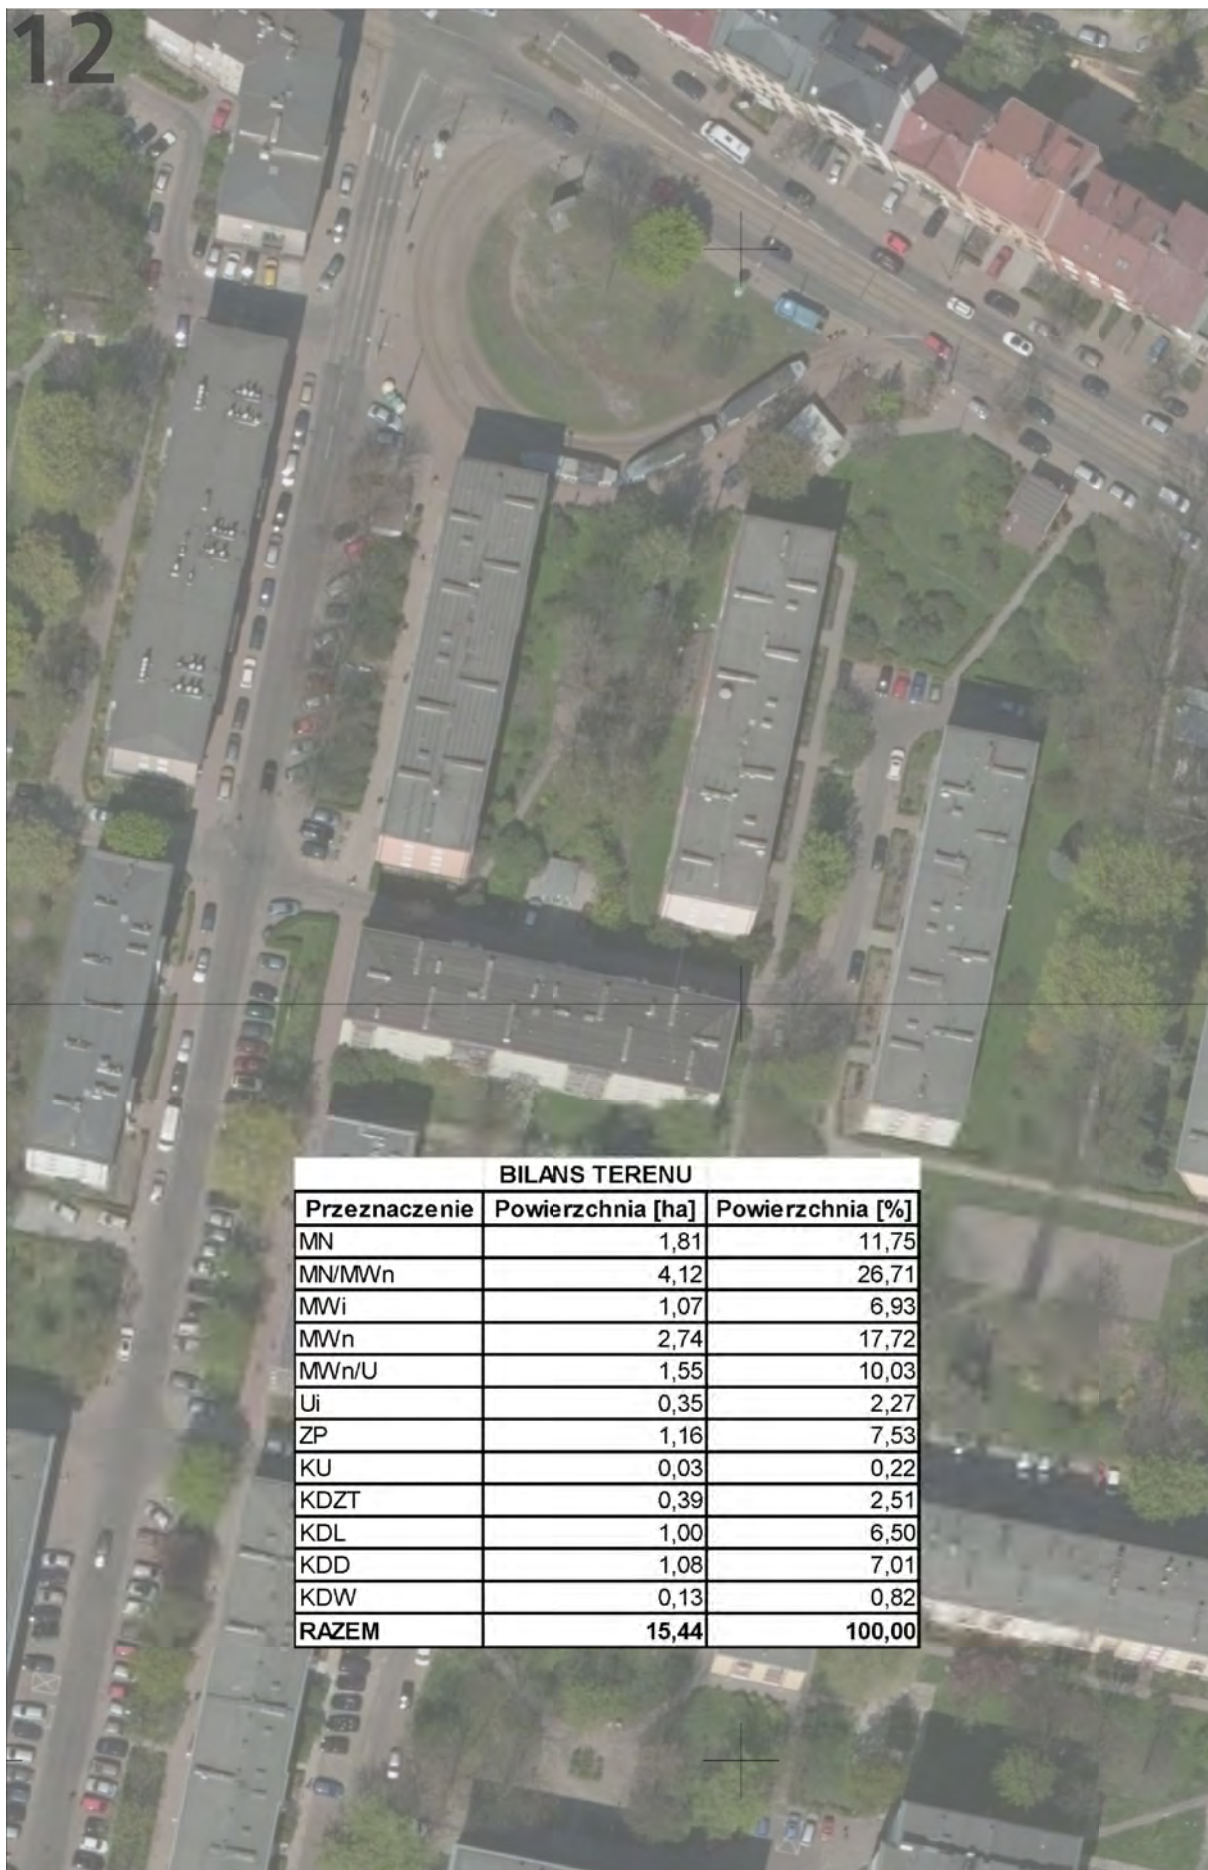 12
BILANS TERENU
Przeznaczenie Powierzchnia [ha] Powierzchnia [%]
MN 1,81 11,75
MN/MWn 4,12 26,71
MWi 1,07 6,93
MWn 2,74 17,72
MWn/U 1,55 10,03
Ui 0,35 2,27
ZP 1,16 7,53
KU 0,03 0,22
KDZT 0,39 2,51
KDL 1,00 6,50
KDD 1,08 7,01
KDW 0,13 0,82
RAZEM 15,44 100,00